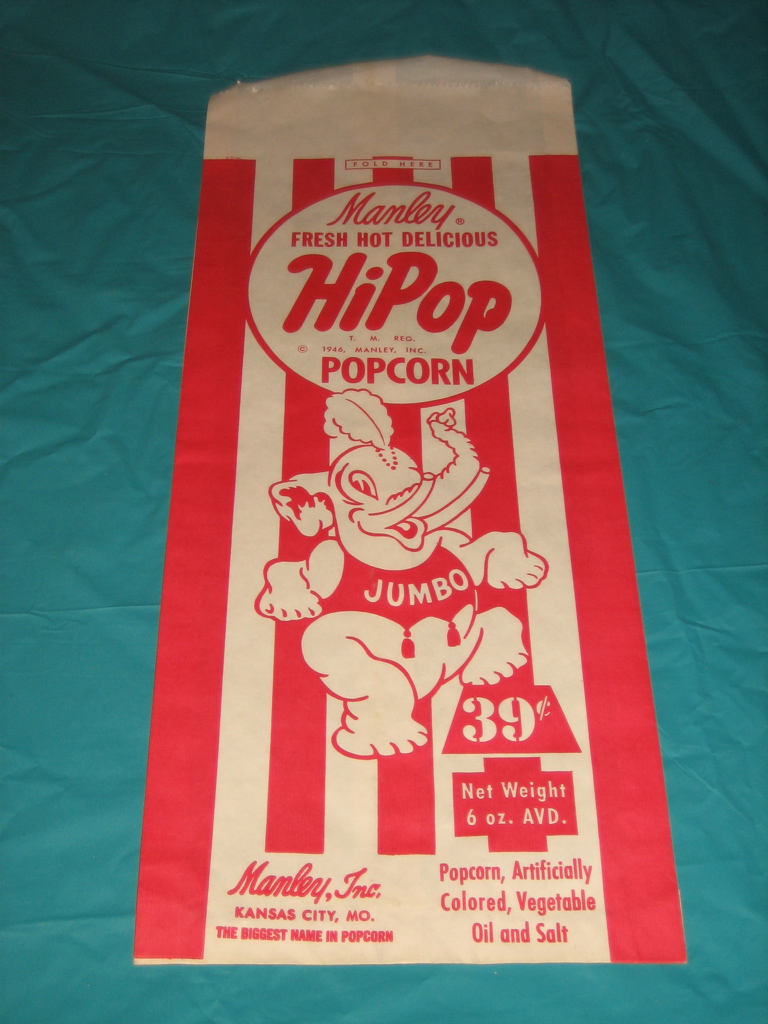 FOLD HERE
Manley®
FRESH HOT DELICIOUS
HiPop
T. M. REG.
© 1946, MANLEY, INC.
POPCORN
JUMBO
39¢
Net Weight
6 oz. AVD.
Manley, Inc.
KANSAS CITY, MO.
THE BIGGEST NAME IN POPCORN
Popcorn, Artificially
Colored, Vegetable
Oil and Salt